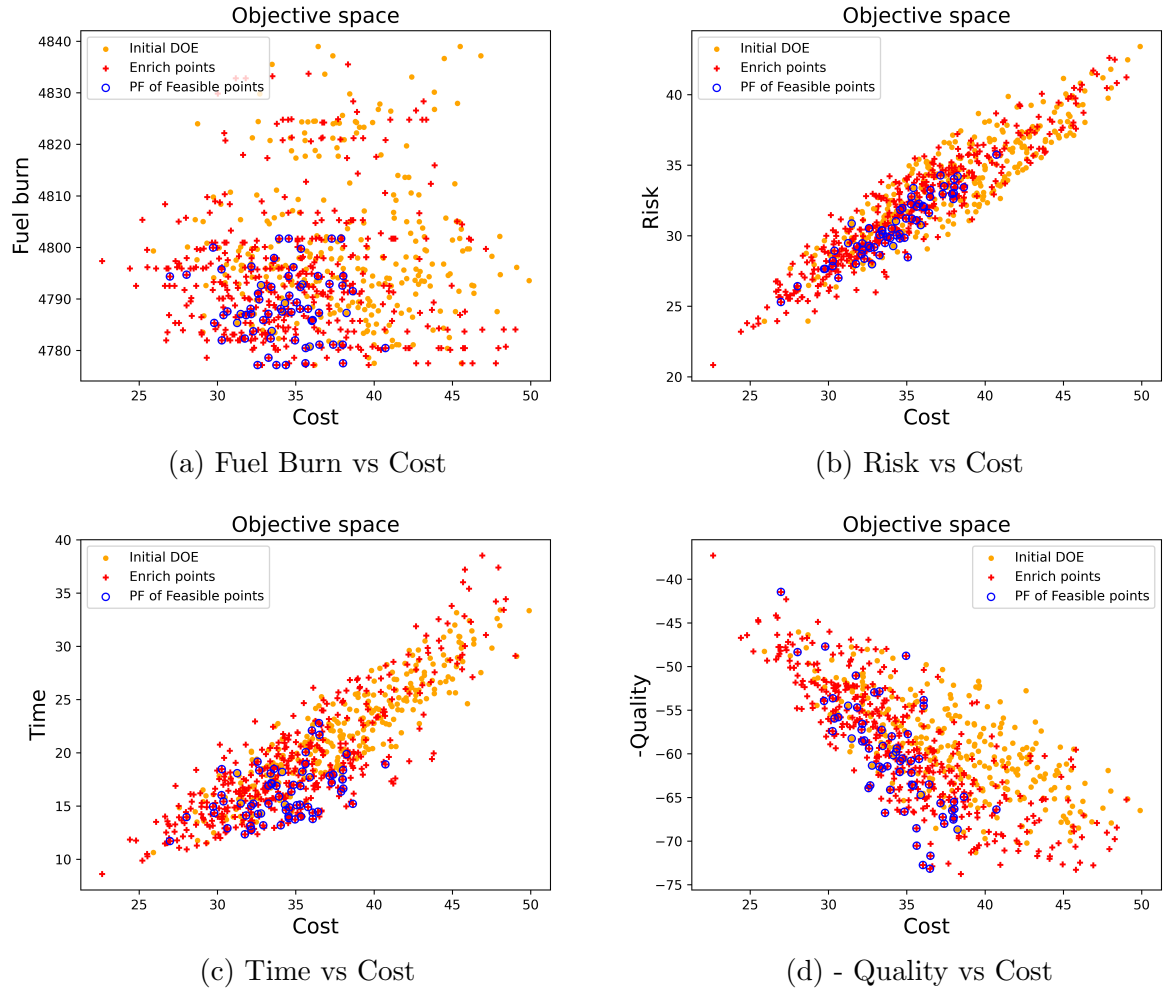 Objective space
Fuel burn
4840
4830
4820
4810
4800
4790
4780
Initial DOE
Enrich points
PF of Feasible points
25 30 35 40 45 50
Cost
(a) Fuel Burn vs Cost
Objective space
Risk
40
35
30
25
20
Initial DOE
Enrich points
PF of Feasible points
25 30 35 40 45 50
Cost
(b) Risk vs Cost
Objective space
Time
40
35
30
25
20
15
10
Initial DOE
Enrich points
PF of Feasible points
25 30 35 40 45 50
Cost
(c) Time vs Cost
Objective space
-Quality
−40
−45
−50
−55
−60
−65
−70
−75
Initial DOE
Enrich points
PF of Feasible points
25 30 35 40 45 50
Cost
(d) - Quality vs Cost